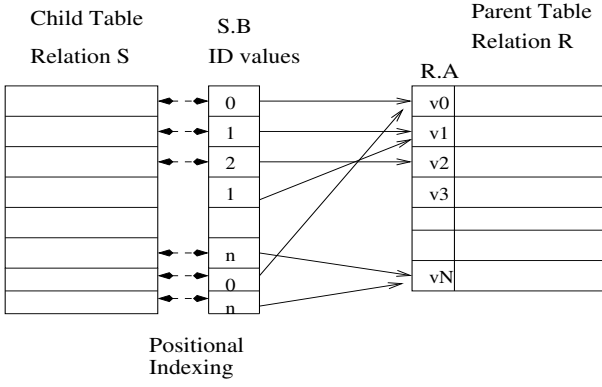 Child Table
Relation S
S.B
ID values
Parent Table
Relation R
R.A
0
1
2
1
n
0
n
v0
v1
v2
v3
vN
Positional
Indexing